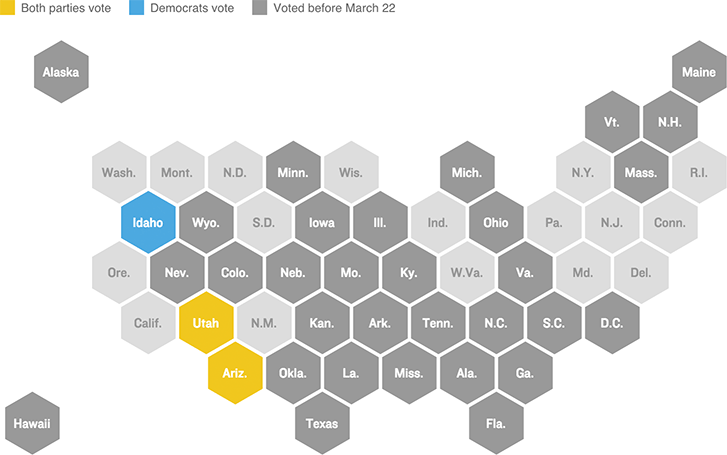 Both parties vote Democrats vote Voted before March 22
Alaska Maine
Vt. N.H.
Wash. Mont. N.D. Minn. Wis. Mich. N.Y. Mass. R.I.
Idaho Wyo. S.D. Iowa Ill. Ind. Ohio Pa. N.J. Conn.
Ore. Nev. Colo. Neb. Mo. Ky. W.Va. Va. Md. Del.
Calif. Utah N.M. Kan. Ark. Tenn. N.C. S.C. D.C.
Ariz. Okla. La. Miss. Ala. Ga.
Hawaii Texas Fla.